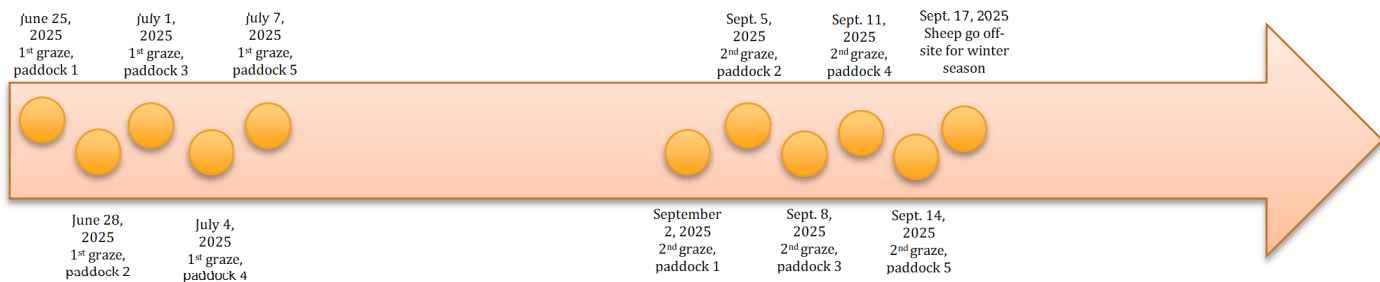 June 25,
2025
1st graze,
paddock 1
June 28,
2025
1st graze,
paddock 2
July 1,
2025
1st graze,
paddock 3
July 4,
2025
1st graze,
paddock 4
July 7,
2025
1st graze,
paddock 5
September
2, 2025
2nd graze,
paddock 1
Sept. 5,
2025
2nd graze,
paddock 2
Sept. 8,
2025
2nd graze,
paddock 3
Sept. 11,
2025
2nd graze,
paddock 4
Sept. 14,
2025
2nd graze,
paddock 5
Sept. 17, 2025
Sheep go off-
site for winter
season